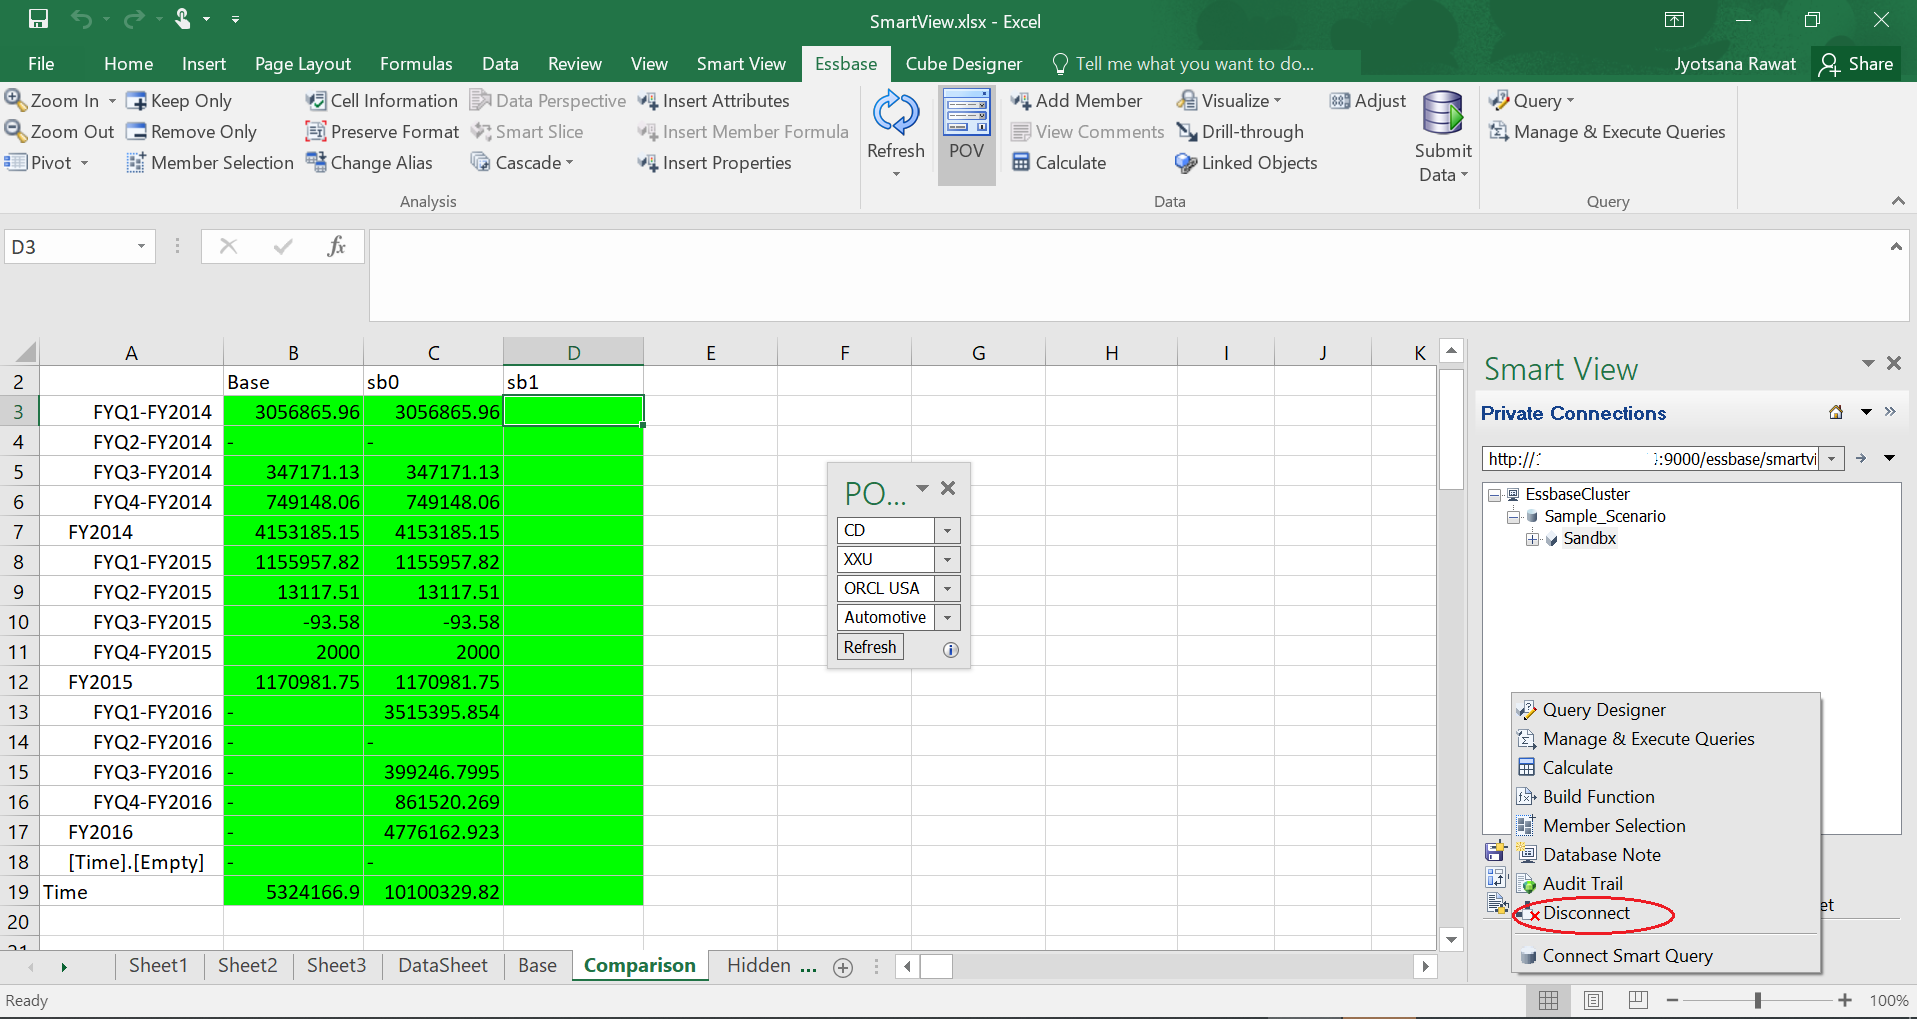 SmartView.xlsx - Excel
File Home Insert Page Layout Formulas Data Review View Smart View Essbase Cube Designer Tell me what you want to do... Jyotsana Rawat Share
Zoom In Keep Only Cell Information Data Perspective Insert Attributes Add Member Visualize Adjust Query
Zoom Out Remove Only Preserve Format Smart Slice Insert Member Formula Refresh POV View Comments Drill-through Submit Data Manage & Execute Queries
Pivot Member Selection Change Alias Cascade Insert Properties Calculate Linked Objects
Analysis Data Query
D3 fx
A B C D E F G H I J K
2 Base sb0 sb1
3 FYQ1-FY2014 3056865.96 3056865.96
4 FYQ2-FY2014 - -
5 FYQ3-FY2014 347171.13 347171.13
6 FYQ4-FY2014 749148.06 749148.06
7 FY2014 4153185.15 4153185.15
8 FYQ1-FY2015 1155957.82 1155957.82
9 FYQ2-FY2015 13117.51 13117.51
10 FYQ3-FY2015 -93.58 -93.58
11 FYQ4-FY2015 2000 2000
12 FY2015 1170981.75 1170981.75
13 FYQ1-FY2016 - 3515395.854
14 FYQ2-FY2016 - -
15 FYQ3-FY2016 - 399246.7995
16 FYQ4-FY2016 - 861520.269
17 FY2016 - 4776162.923
18 [Time].[Empty] - -
19 Time 5324166.9 10100329.82
20
PO...
CD
XXU
ORCL USA
Automotive
Refresh
Smart View
Private Connections
http:// :9000/essbase/smartvi
EssbaseCluster
Sample_Scenario
Sandbx
Query Designer
Manage & Execute Queries
Calculate
Build Function
Member Selection
Database Note
Audit Trail
Disconnect
Connect Smart Query
Sheet1 Sheet2 Sheet3 DataSheet Base Comparison Hidden ...
Ready 100%